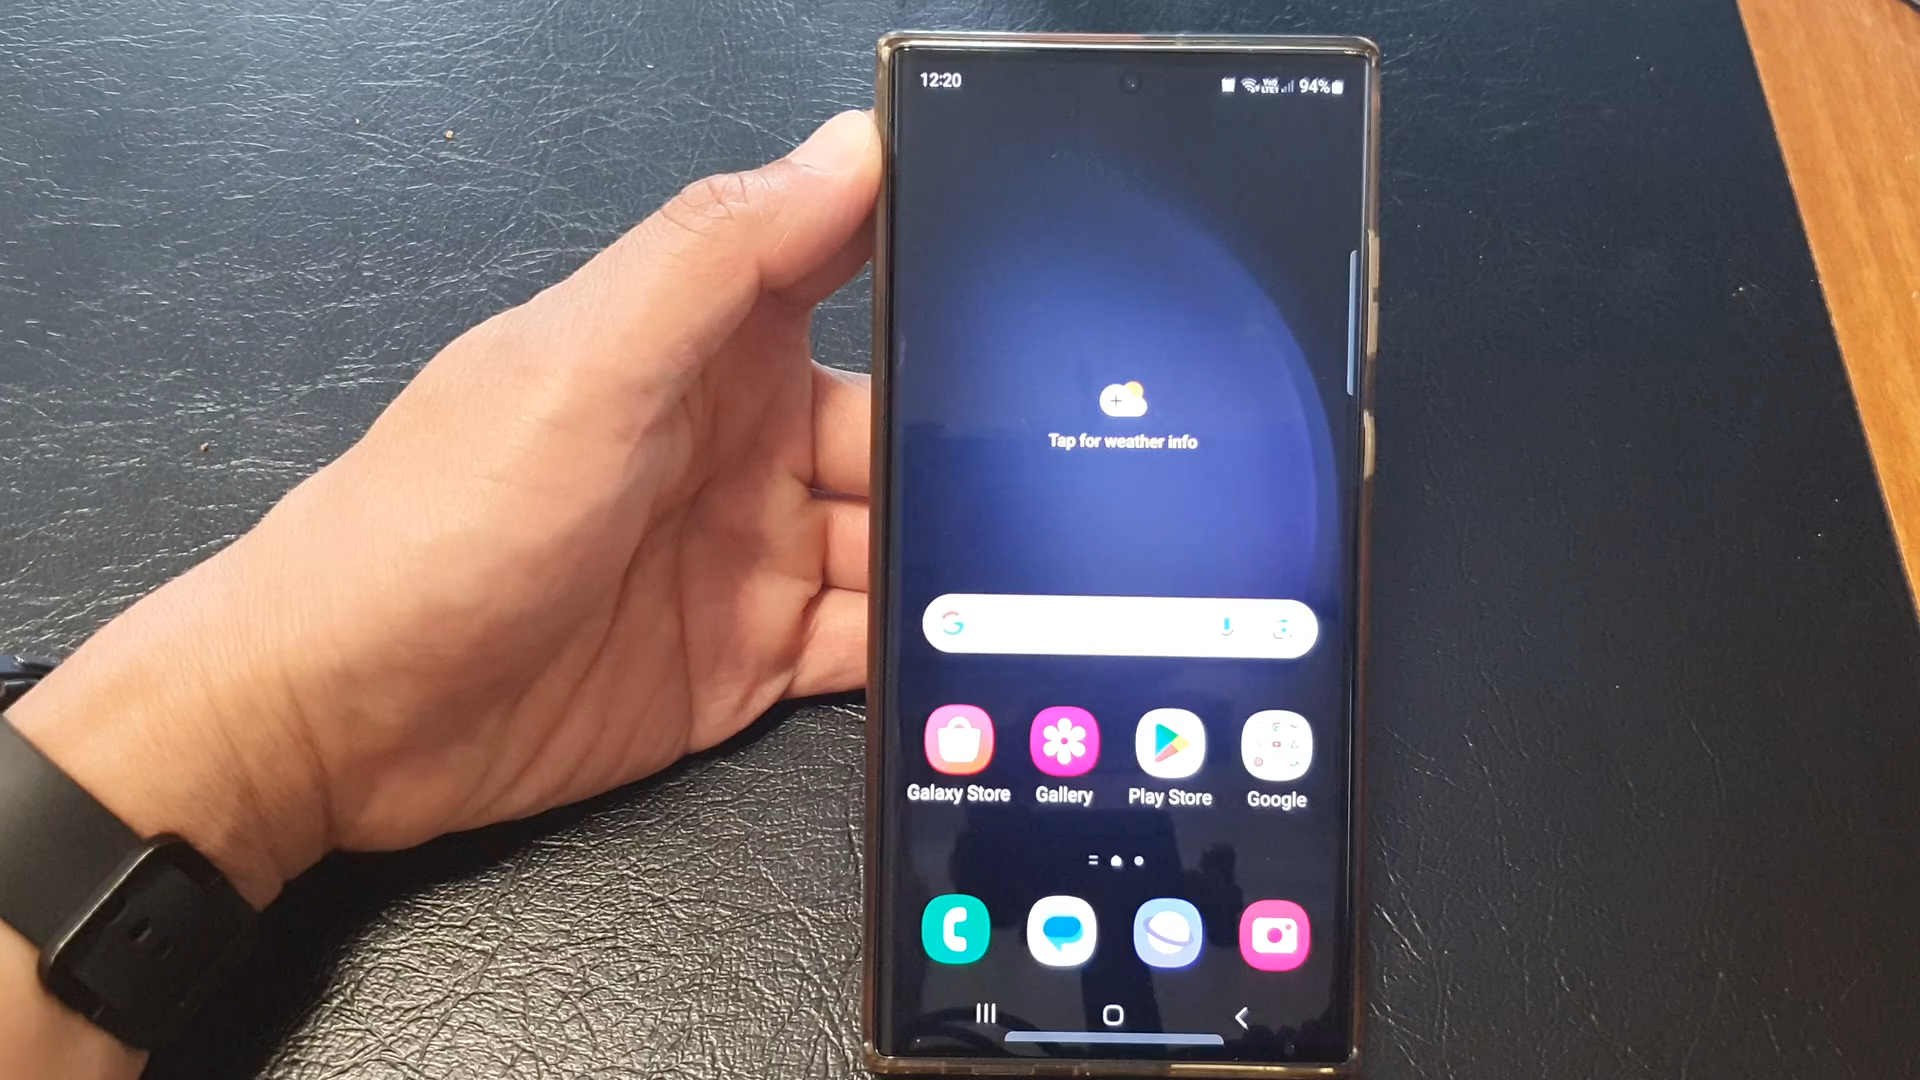 12:20
94%
Tap for weather info
G
Galaxy Store
Gallery
Play Store
Google